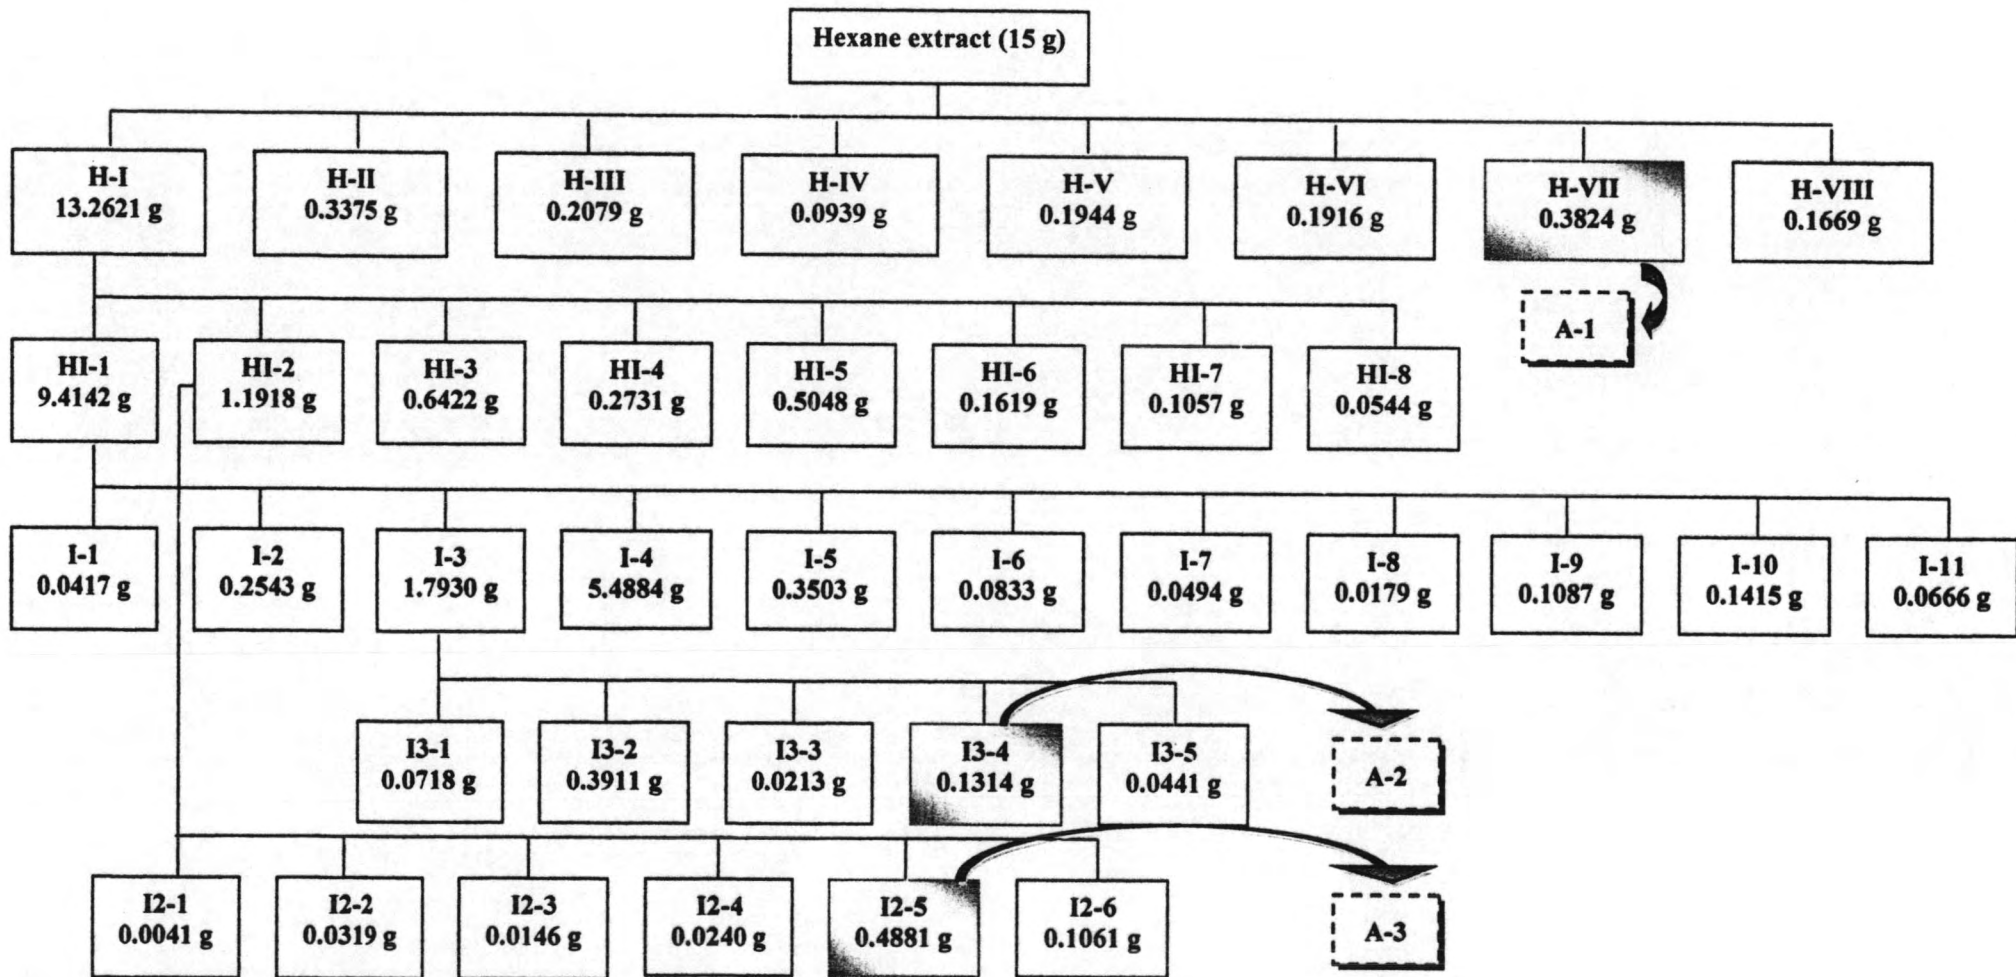 Hexane extract (15 g)
H-I
13.2621 g
H-II
0.3375 g
H-III
0.2079 g
H-IV
0.0939 g
H-V
0.1944 g
H-VI
0.1916 g
H-VII
0.3824 g
H-VIII
0.1669 g
A-1
HI-1
9.4142 g
HI-2
1.1918 g
HI-3
0.6422 g
HI-4
0.2731 g
HI-5
0.5048 g
HI-6
0.1619 g
HI-7
0.1057 g
HI-8
0.0544 g
I-1
0.0417 g
I-2
0.2543 g
I-3
1.7930 g
I-4
5.4884 g
I-5
0.3503 g
I-6
0.0833 g
I-7
0.0494 g
I-8
0.0179 g
I-9
0.1087 g
I-10
0.1415 g
I-11
0.0666 g
I3-1
0.0718 g
I3-2
0.3911 g
I3-3
0.0213 g
I3-4
0.1314 g
I3-5
0.0441 g
A-2
I2-1
0.0041 g
I2-2
0.0319 g
I2-3
0.0146 g
I2-4
0.0240 g
I2-5
0.4881 g
I2-6
0.1061 g
A-3